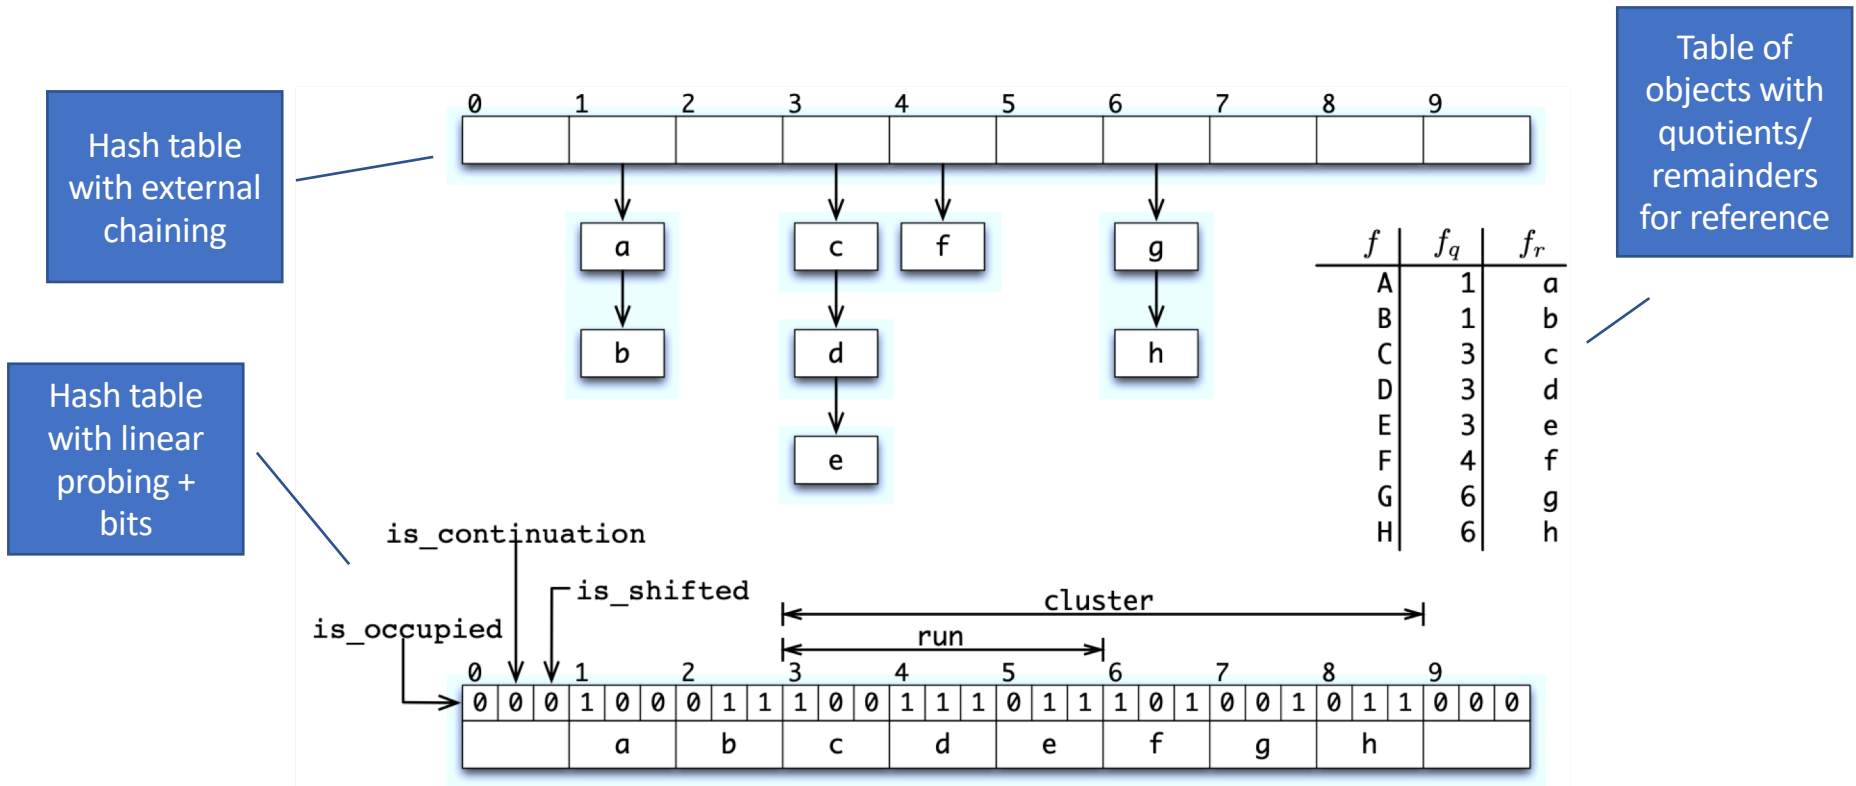 Hash table
with external
chaining
0 1 2 3 4 5 6 7 8 9
a c f g
b d h
e
Table of
objects with
quotients/
remainders
for reference
f fq fr
A 1 a
B 1 b
C 3 c
D 3 d
E 3 e
F 4 f
G 6 g
H 6 h
Hash table
with linear
probing +
bits
is_continuation
is_shifted
is_occupied
cluster
run
0 1 2 3 4 5 6 7 8 9
0 0 0 1 0 0 0 1 1 1 0 0 1 1 1 0 1 1 1 0 1 0 0 1 0 1 1 0 0 0
a b c d e f g h